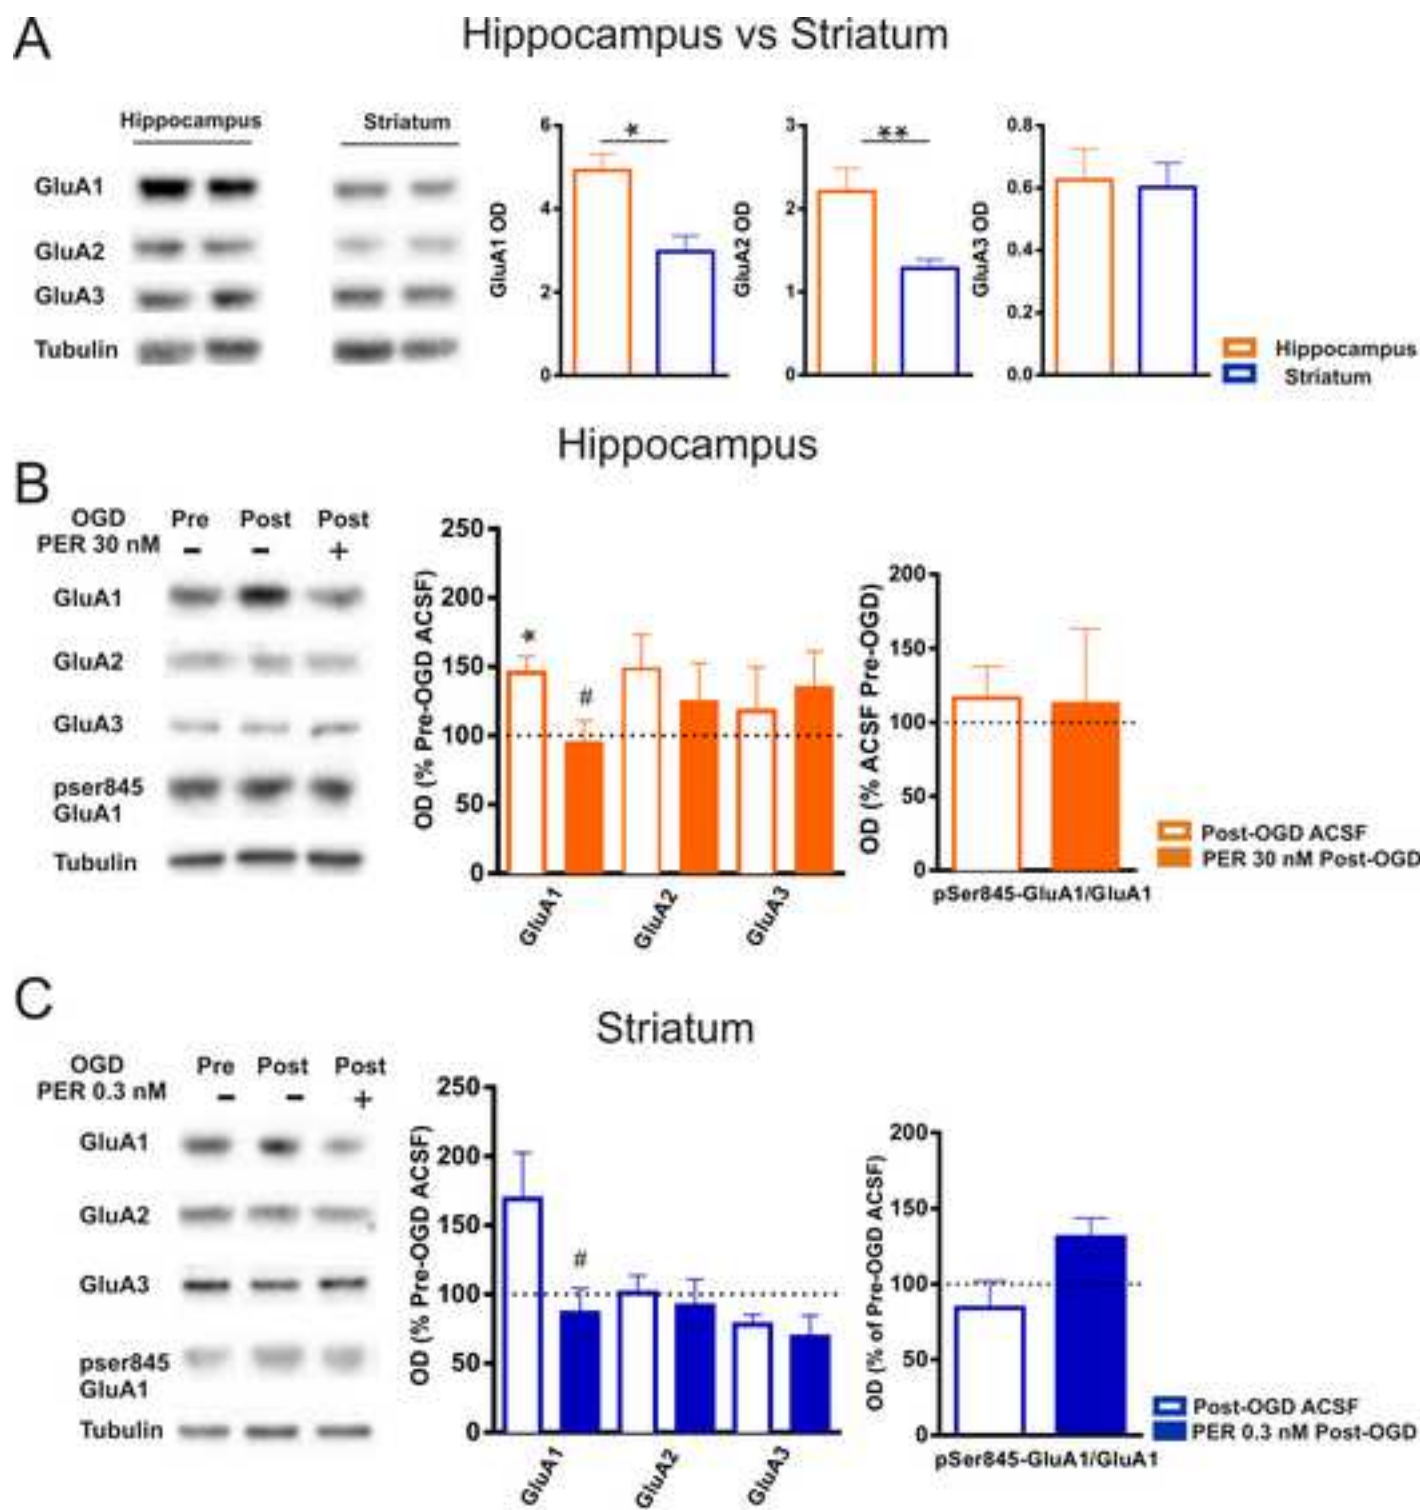 A
Hippocampus vs Striatum
Hippocampus
Striatum
GluA1
GluA2
GluA3
Tubulin
GluA1 OD
6
4
2
0
*
GluA2 OD
3
2
1
0
**
GluA3 OD
0.8
0.6
0.4
0.2
0.0
Hippocampus
Striatum
B
Hippocampus
OGD Pre Post Post
PER 30 nM - - +
GluA1
GluA2
GluA3
pser845
GluA1
Tubulin
OD (% Pre-OGD ACSF)
250
200
150
100
50
0
*
#
GluA1 GluA2 GluA3
OD (% ACSF Pre-OGD)
200
150
100
50
0
pSer845-GluA1/GluA1
Post-OGD ACSF
PER 30 nM Post-OGD
C
Striatum
OGD Pre Post Post
PER 0.3 nM - - +
GluA1
GluA2
GluA3
pser845
GluA1
Tubulin
OD (% Pre-OGD ACSF)
250
200
150
100
50
0
#
GluA1 GluA2 GluA3
OD (% of Pre-OGD ACSF)
200
150
100
50
0
pSer845-GluA1/GluA1
Post-OGD ACSF
PER 0.3 nM Post-OGD